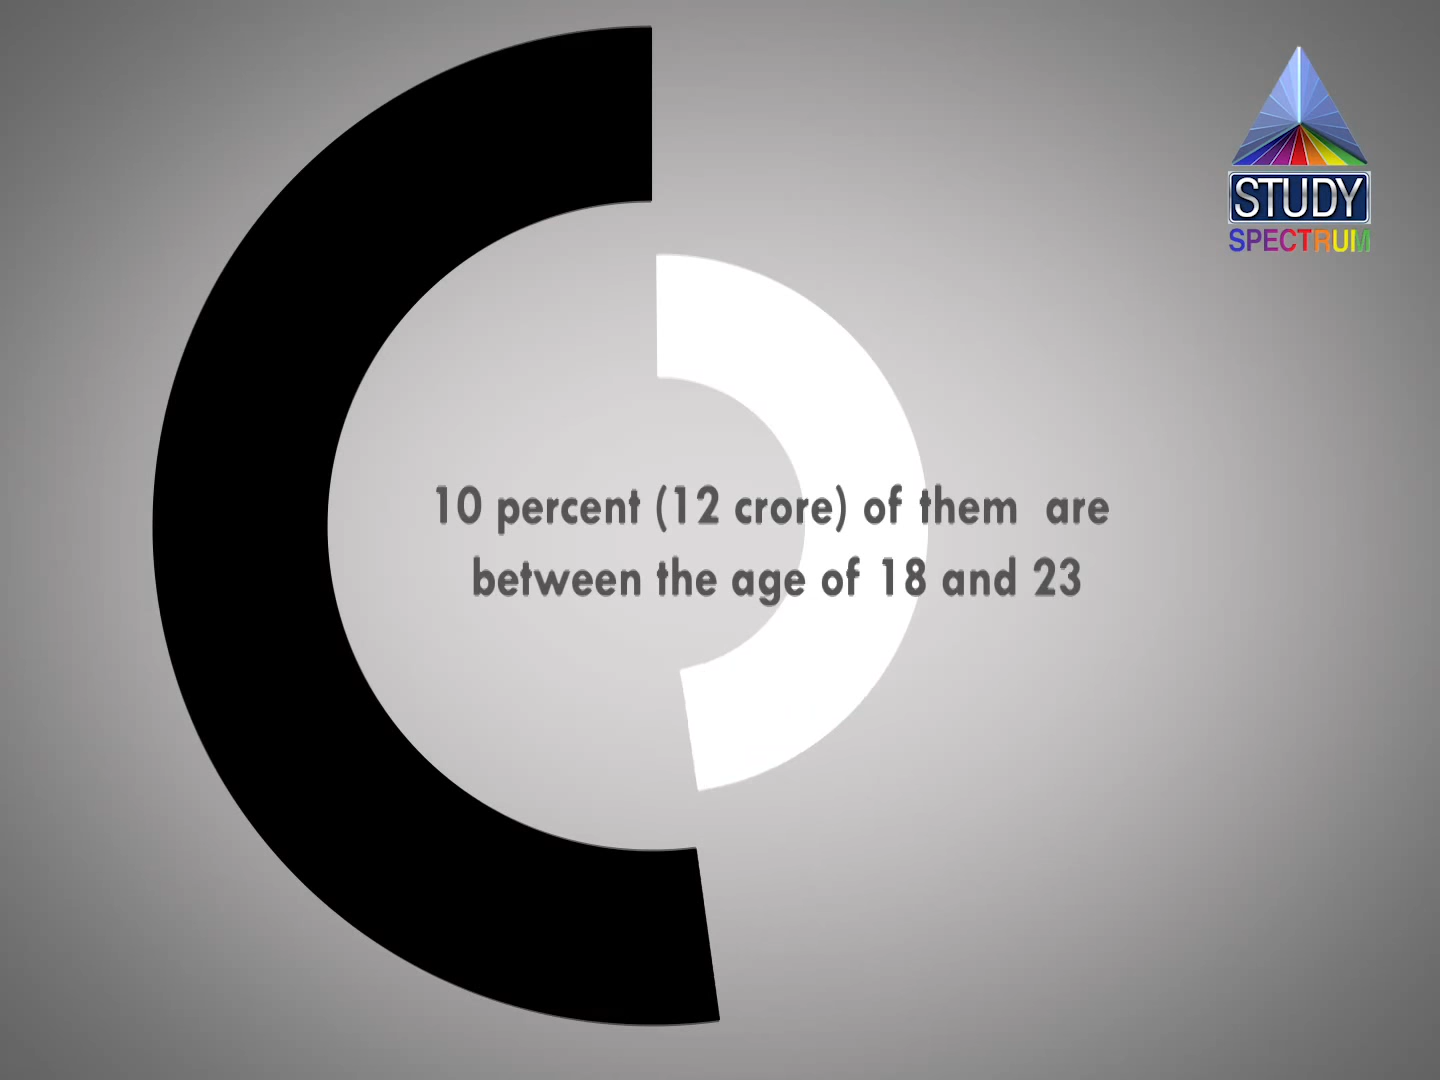 STUDY
SPECTRUM
10 percent (12 crore) of them are
between the age of 18 and 23